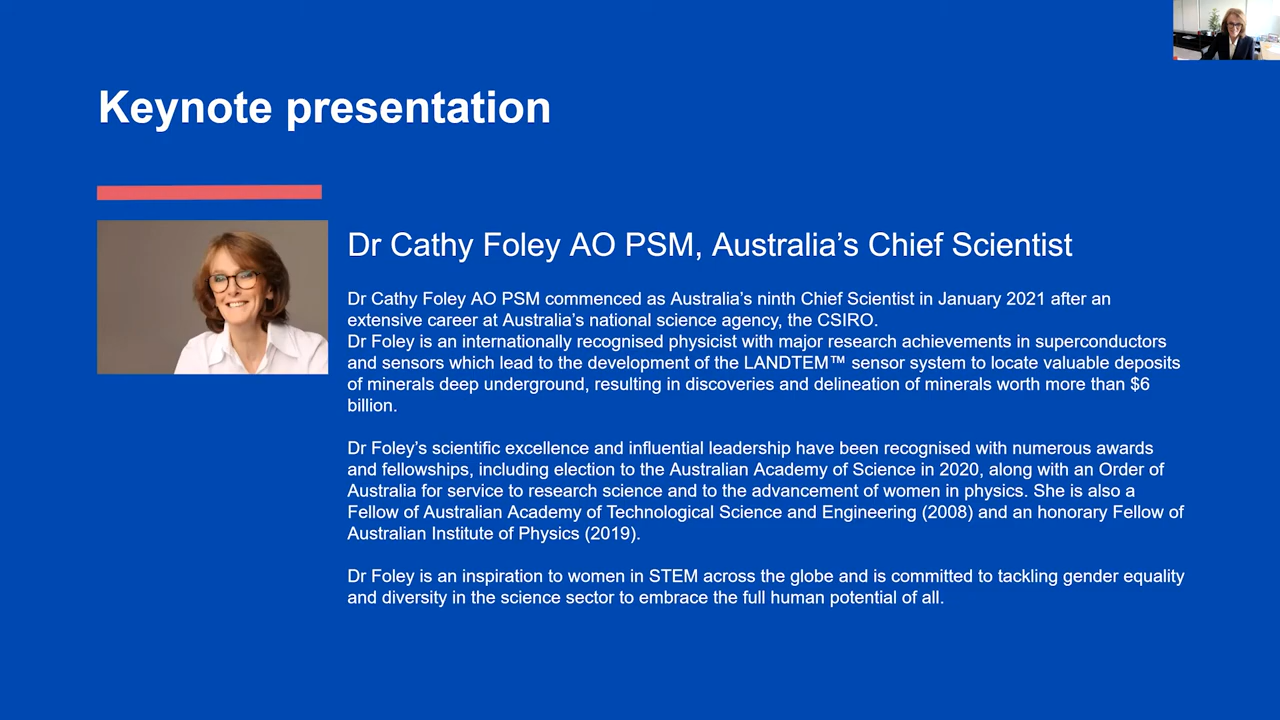 Keynote presentation
Dr Cathy Foley AO PSM, Australia’s Chief Scientist
Dr Cathy Foley AO PSM commenced as Australia’s ninth Chief Scientist in January 2021 after an
extensive career at Australia’s national science agency, the CSIRO.
Dr Foley is an internationally recognised physicist with major research achievements in superconductors
and sensors which lead to the development of the LANDTEM™ sensor system to locate valuable deposits
of minerals deep underground, resulting in discoveries and delineation of minerals worth more than $6
billion.
Dr Foley’s scientific excellence and influential leadership have been recognised with numerous awards
and fellowships, including election to the Australian Academy of Science in 2020, along with an Order of
Australia for service to research science and to the advancement of women in physics. She is also a
Fellow of Australian Academy of Technological Science and Engineering (2008) and an honorary Fellow of
Australian Institute of Physics (2019).
Dr Foley is an inspiration to women in STEM across the globe and is committed to tackling gender equality
and diversity in the science sector to embrace the full human potential of all.